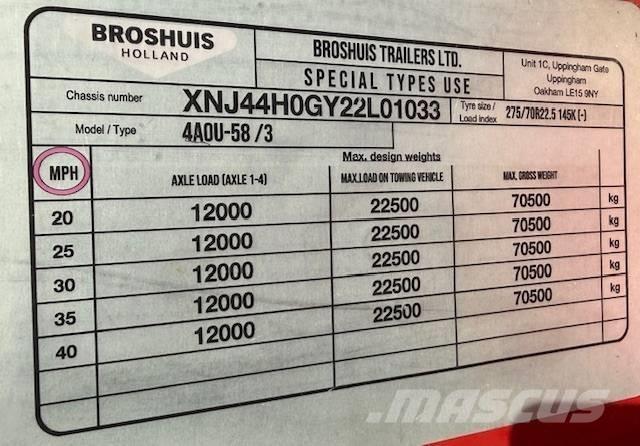 BROSHUIS
HOLLAND
BROSHUIS TRAILERS LTD.
SPECIAL TYPES USE
Unit 1C, Uppingham Gate
Uppingham
Oakham LE15 9NY
Chassis number XNJ44H0GY22L01033 Tyre size / Load index 275/70R22.5 145K (-)
Model / Type 4AOU-58 /3
Max. design weights
MPH AXLE LOAD (AXLE 1-4) MAX.LOAD ON TOWING VEHICLE MAX. GROSS WEIGHT
20 12000 22500 70500 kg
25 12000 22500 70500 kg
30 12000 22500 70500 kg
35 12000 22500 70500 kg
40 12000 22500 70500 kg
MASCUS